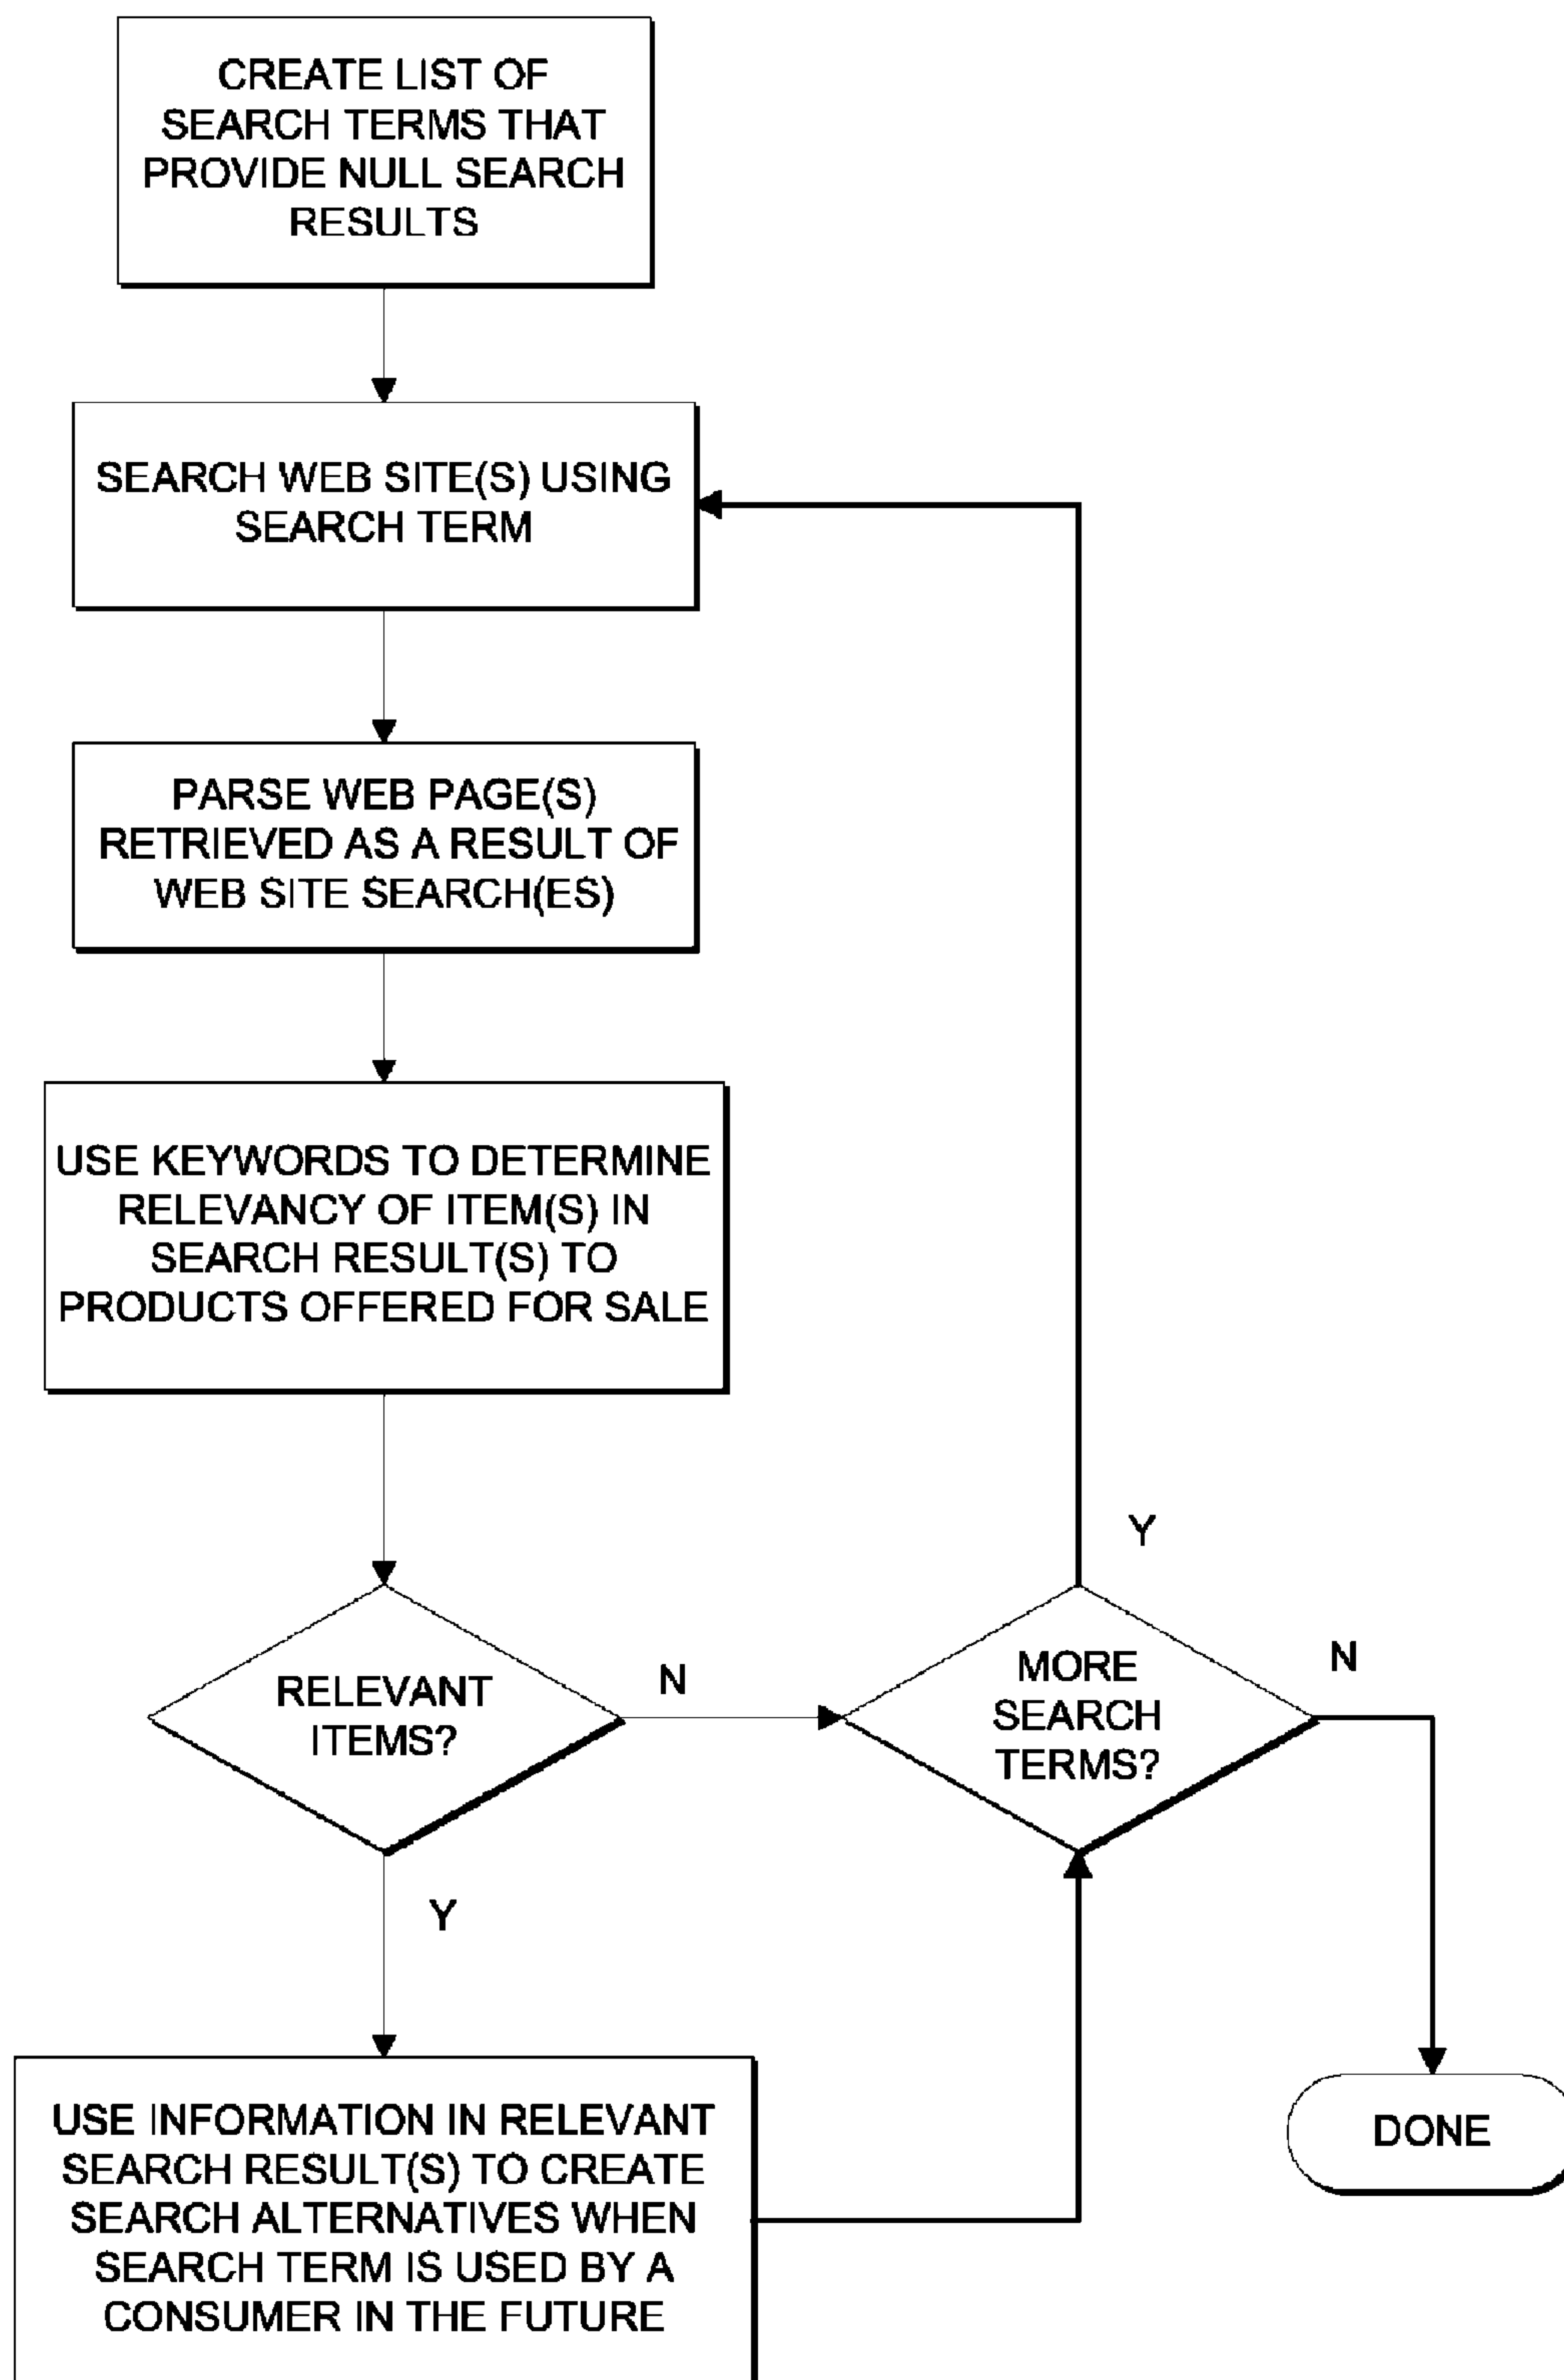 CREATE LIST OF
SEARCH TERMS THAT
PROVIDE NULL SEARCH
RESULTS
SEARCH WEB SITE(S) USING
SEARCH TERM
PARSE WEB PAGE(S)
RETRIEVED AS A RESULT OF
WEB SITE SEARCH(ES)
USE KEYWORDS TO DETERMINE
RELEVANCY OF ITEM(S) IN
SEARCH RESULT(S) TO
PRODUCTS OFFERED FOR SALE
RELEVANT
ITEMS?
N
Y
MORE
SEARCH
TERMS?
Y
N
USE INFORMATION IN RELEVANT
SEARCH RESULT(S) TO CREATE
SEARCH ALTERNATIVES WHEN
SEARCH TERM IS USED BY A
CONSUMER IN THE FUTURE
DONE